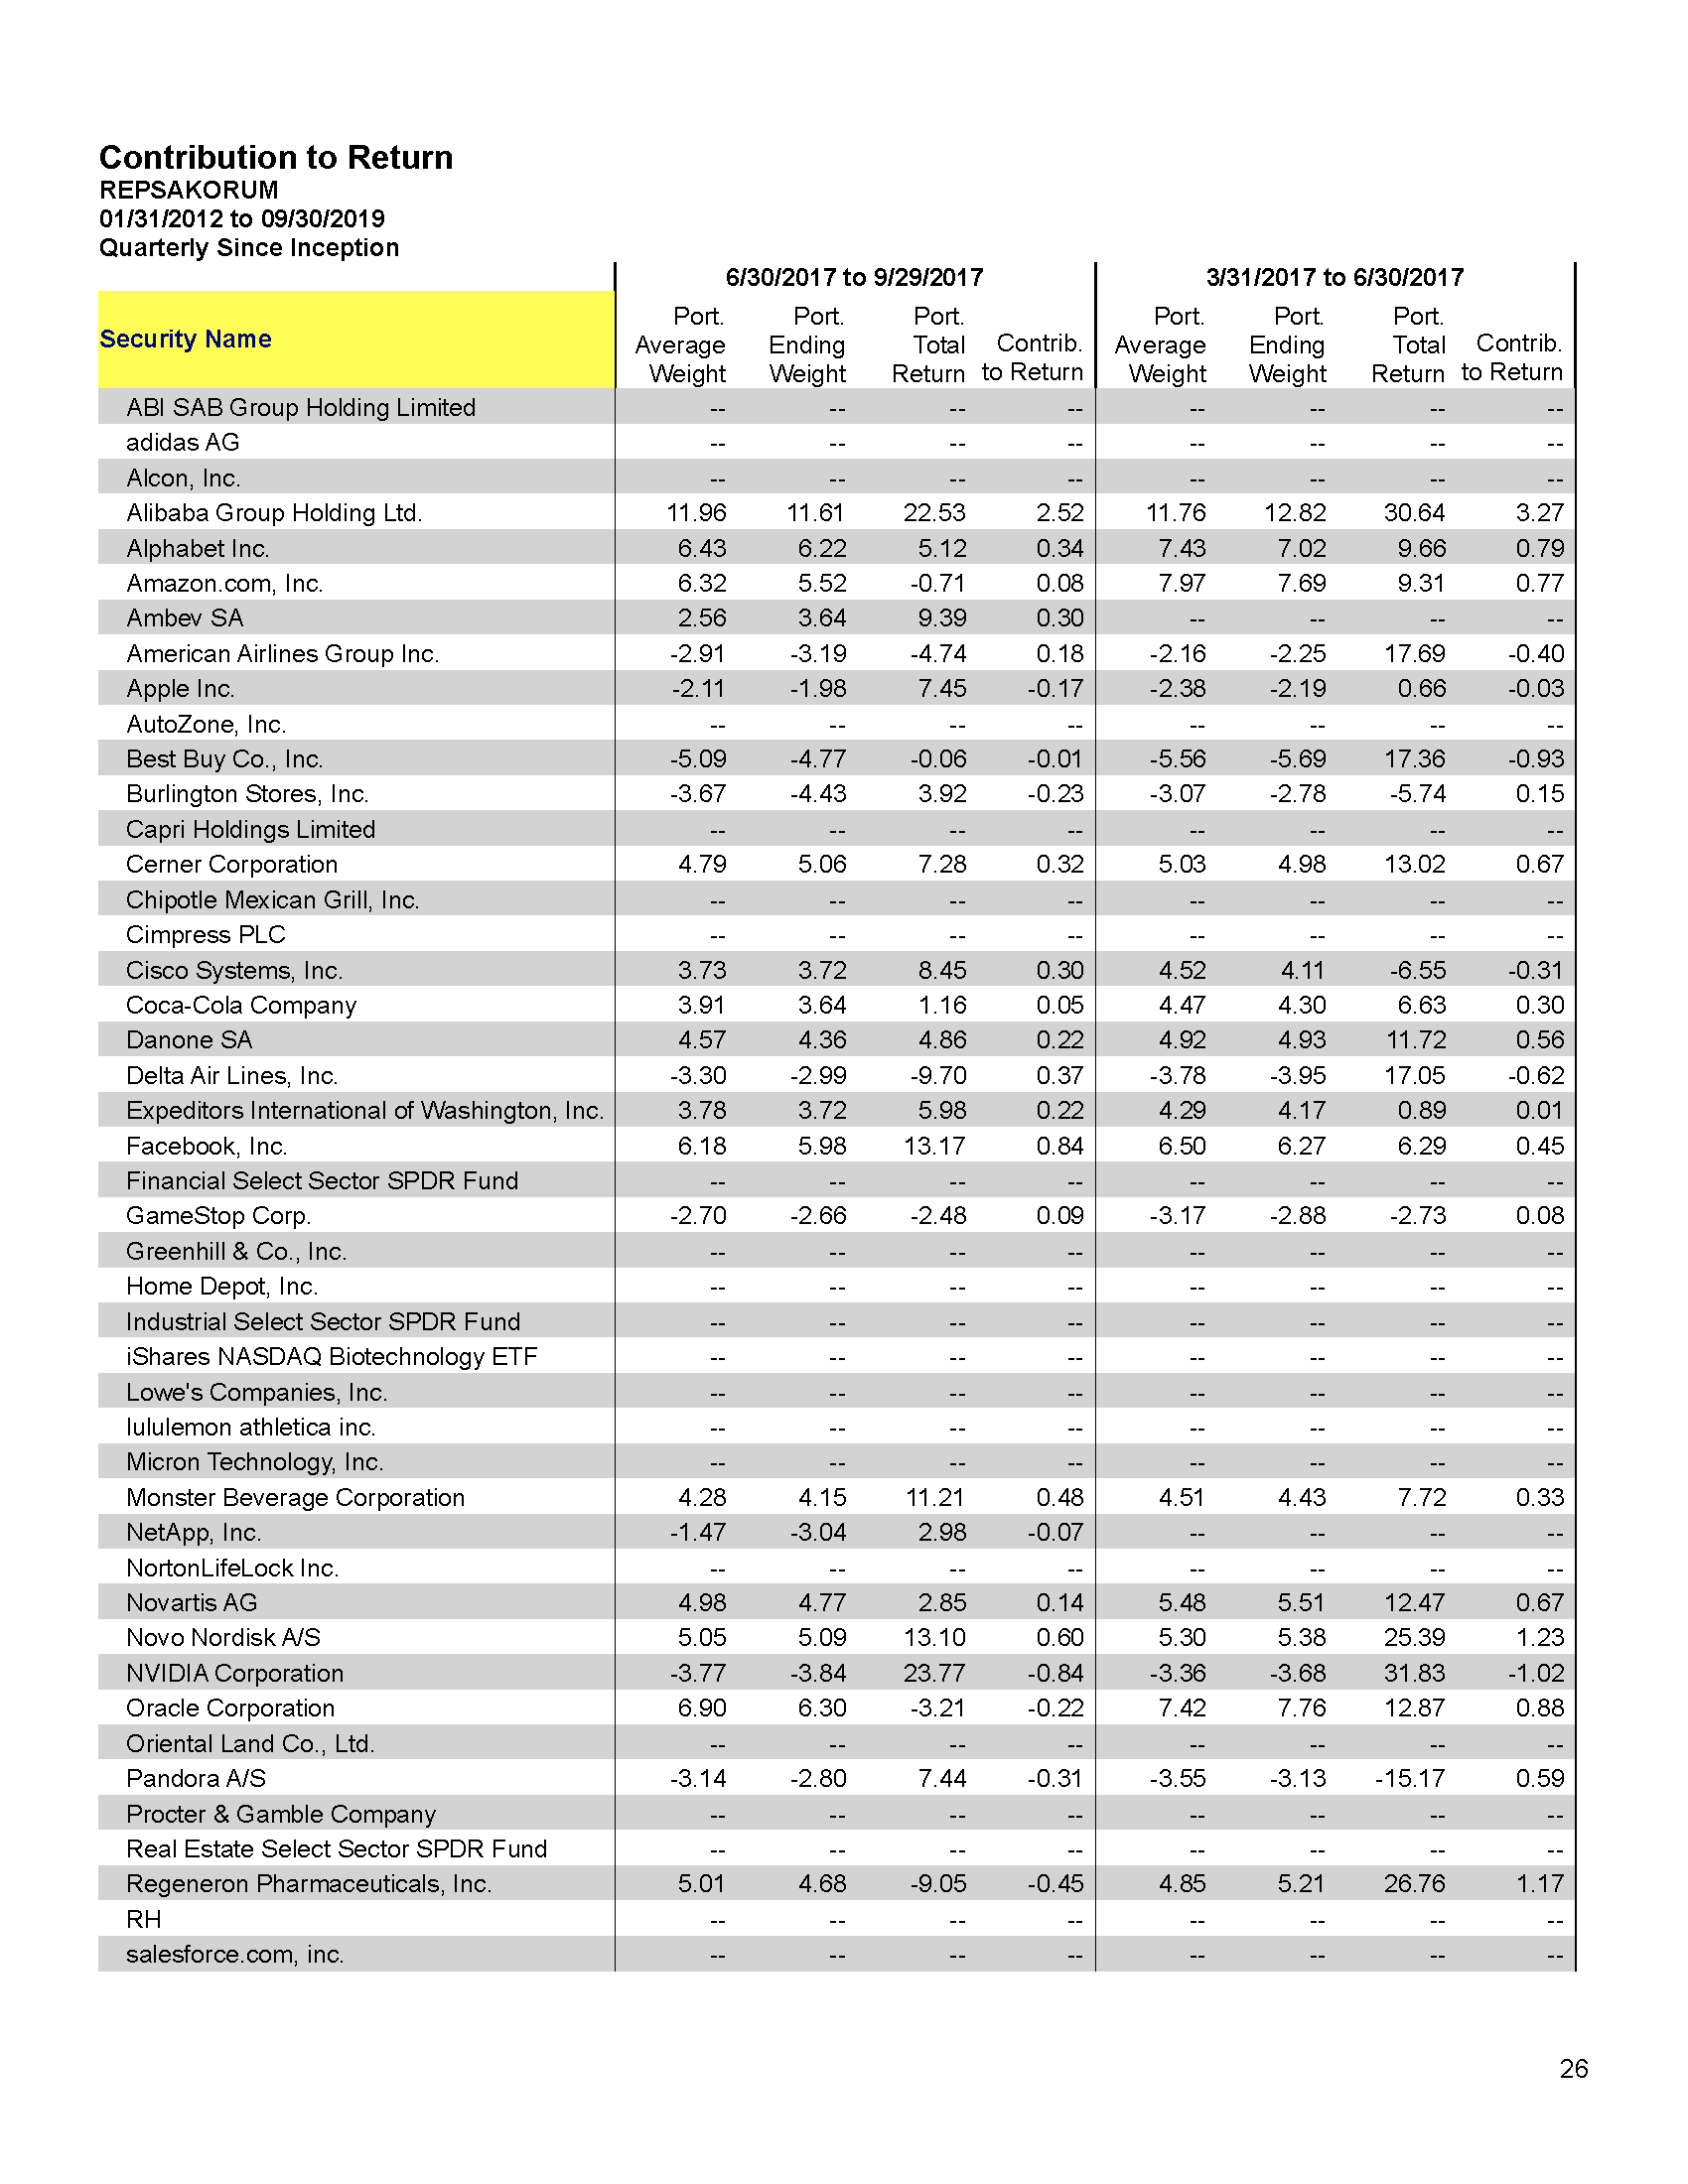 Contribution to Return
REPSAKORUM
01/31/2012 to 09/30/2019
Quarterly Since Inception
6/30/2017 to 9/29/2017 3/31/2017 to 6/30/2017
Security Name
Port. Average Weight Port. Ending Weight Port. Total Return Contrib. to Return Port. Average Weight Port. Ending Weight Port. Total Return Contrib. to Return
ABI SAB Group Holding Limited -- -- -- -- -- -- -- --
adidas AG -- -- -- -- -- -- -- --
Alcon, Inc. -- -- -- -- -- -- -- --
Alibaba Group Holding Ltd. 11.96 11.61 22.53 2.52 11.76 12.82 30.64 3.27
Alphabet Inc. 6.43 6.22 5.12 0.34 7.43 7.02 9.66 0.79
Amazon.com, Inc. 6.32 5.52 -0.71 0.08 7.97 7.69 9.31 0.77
Ambev SA 2.56 3.64 9.39 0.30 -- -- -- --
American Airlines Group Inc. -2.91 -3.19 -4.74 0.18 -2.16 -2.25 17.69 -0.40
Apple Inc. -2.11 -1.98 7.45 -0.17 -2.38 -2.19 0.66 -0.03
AutoZone, Inc. -- -- -- -- -- -- -- --
Best Buy Co., Inc. -5.09 -4.77 -0.06 -0.01 -5.56 -5.69 17.36 -0.93
Burlington Stores, Inc. -3.67 -4.43 3.92 -0.23 -3.07 -2.78 -5.74 0.15
Capri Holdings Limited -- -- -- -- -- -- -- --
Cerner Corporation 4.79 5.06 7.28 0.32 5.03 4.98 13.02 0.67
Chipotle Mexican Grill, Inc. -- -- -- -- -- -- -- --
Cimpress PLC -- -- -- -- -- -- -- --
Cisco Systems, Inc. 3.73 3.72 8.45 0.30 4.52 4.11 -6.55 -0.31
Coca-Cola Company 3.91 3.64 1.16 0.05 4.47 4.30 6.63 0.30
Danone SA 4.57 4.36 4.86 0.22 4.92 4.93 11.72 0.56
Delta Air Lines, Inc. -3.30 -2.99 -9.70 0.37 -3.78 -3.95 17.05 -0.62
Expeditors International of Washington, Inc. 3.78 3.72 5.98 0.22 4.29 4.17 0.89 0.01
Facebook, Inc. 6.18 5.98 13.17 0.84 6.50 6.27 6.29 0.45
Financial Select Sector SPDR Fund -- -- -- -- -- -- -- --
GameStop Corp. -2.70 -2.66 -2.48 0.09 -3.17 -2.88 -2.73 0.08
Greenhill & Co., Inc. -- -- -- -- -- -- -- --
Home Depot, Inc. -- -- -- -- -- -- -- --
Industrial Select Sector SPDR Fund -- -- -- -- -- -- -- --
iShares NASDAQ Biotechnology ETF -- -- -- -- -- -- -- --
Lowe's Companies, Inc. -- -- -- -- -- -- -- --
lululemon athletica inc. -- -- -- -- -- -- -- --
Micron Technology, Inc. -- -- -- -- -- -- -- --
Monster Beverage Corporation 4.28 4.15 11.21 0.48 4.51 4.43 7.72 0.33
NetApp, Inc. -1.47 -3.04 2.98 -0.07 -- -- -- --
NortonLifeLock Inc. -- -- -- -- -- -- -- --
Novartis AG 4.98 4.77 2.85 0.14 5.48 5.51 12.47 0.67
Novo Nordisk A/S 5.05 5.09 13.10 0.60 5.30 5.38 25.39 1.23
NVIDIA Corporation -3.77 -3.84 23.77 -0.84 -3.36 -3.68 31.83 -1.02
Oracle Corporation 6.90 6.30 -3.21 -0.22 7.42 7.76 12.87 0.88
Oriental Land Co., Ltd. -- -- -- -- -- -- -- --
Pandora A/S -3.14 -2.80 7.44 -0.31 -3.55 -3.13 -15.17 0.59
Procter & Gamble Company -- -- -- -- -- -- -- --
Real Estate Select Sector SPDR Fund -- -- -- -- -- -- -- --
Regeneron Pharmaceuticals, Inc. 5.01 4.68 -9.05 -0.45 4.85 5.21 26.76 1.17
RH -- -- -- -- -- -- -- --
salesforce.com, inc. -- -- -- -- -- -- -- --
26